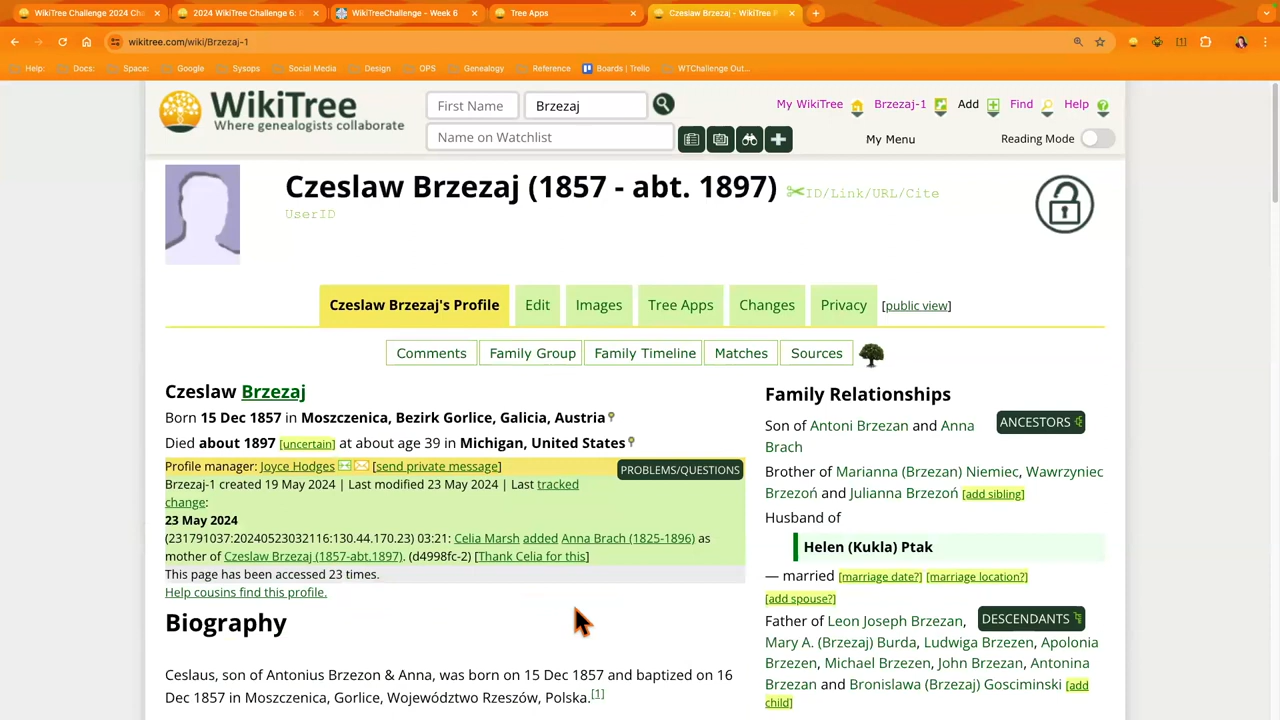 WikiTree Challenge 2024 Cha
2024 WikiTree Challenge 6:
WikiTreeChallenge - Week 6
Tree Apps
Czeslaw Brzezaj - WikiTree F
wikitree.com/wiki/Brzezaj-1
Help: Docs: Space: Google Sysops Social Media Design OPS Genealogy Reference Boards | Trello WTChallenge Out...
WikiTree
Where genealogists collaborate
First Name Brzezaj
Name on Watchlist
My WikiTree Brzezaj-1 Add Find Help
My Menu Reading Mode
Czeslaw Brzezaj (1857 - abt. 1897) ID/Link/URL/Cite
UserID
Czeslaw Brzezaj's Profile Edit Images Tree Apps Changes Privacy [public view]
Comments Family Group Family Timeline Matches Sources
Czeslaw Brzezaj
Born 15 Dec 1857 in Moszczenica, Bezirk Gorlice, Galicia, Austria
Died about 1897 [uncertain] at about age 39 in Michigan, United States
Profile manager: Joyce Hodges [send private message]
PROBLEMS/QUESTIONS
Brzezaj-1 created 19 May 2024 | Last modified 23 May 2024 | Last tracked
change:
23 May 2024
(231791037:20240523032116:130.44.170.23) 03:21: Celia Marsh added Anna Brach (1825-1896) as
mother of Czeslaw Brzezaj (1857-abt.1897). (d4998fc-2) [Thank Celia for this]
This page has been accessed 23 times.
Help cousins find this profile.
Biography
Ceslaus, son of Antonius Brzezon & Anna, was born on 15 Dec 1857 and baptized on 16
Dec 1857 in Moszczenica, Gorlice, Województwo Rzeszów, Polska.[1]
Family Relationships
Son of Antoni Brzezan and Anna
Brach
ANCESTORS
Brother of Marianna (Brzezan) Niemiec, Wawrzyniec
Brzezoń and Julianna Brzezoń [add sibling]
Husband of
Helen (Kukla) Ptak
— married [marriage date?] [marriage location?]
[add spouse?]
DESCENDANTS
Father of Leon Joseph Brzezan,
Mary A. (Brzezaj) Burda, Ludwiga Brzezen, Apolonia
Brzezen, Michael Brzezen, John Brzezan, Antonina
Brzezan and Bronislawa (Brzezaj) Gosciminski [add
child]